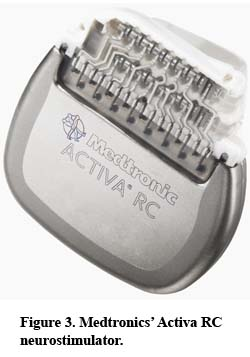 Medtronic
ACTIVA® RC
Figure 3. Medtronics' Activa RC
neurostimulator.